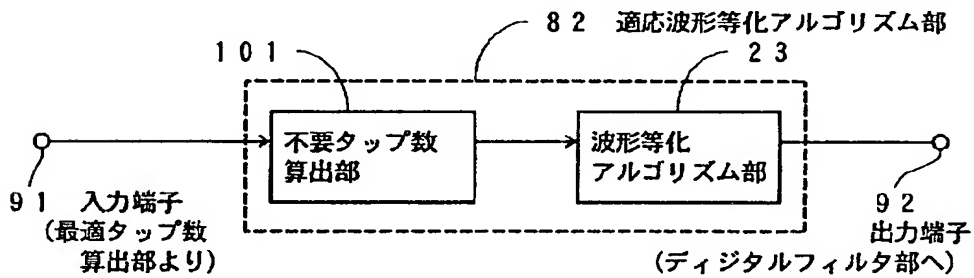 82 適応波形等化アルゴリズム部
101
23
不要タップ数
算出部
波形等化
アルゴリズム部
91 入力端子
(最適タップ数
算出部より)
92
出力端子
(ディジタルフィルタ部へ)